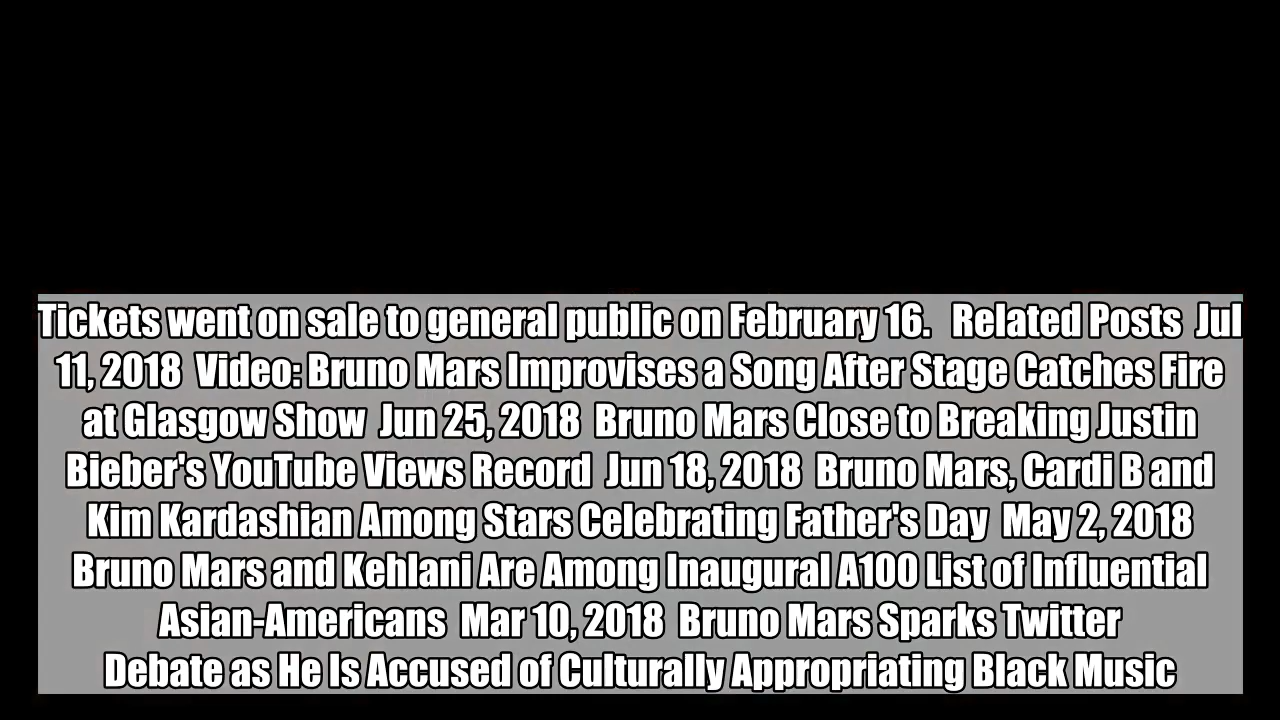 Tickets went on sale to general public on February 16.   Related Posts  Jul
11, 2018  Video: Bruno Mars Improvises a Song After Stage Catches Fire
at Glasgow Show  Jun 25, 2018  Bruno Mars Close to Breaking Justin
Bieber's YouTube Views Record  Jun 18, 2018  Bruno Mars, Cardi B and
Kim Kardashian Among Stars Celebrating Father's Day  May 2, 2018
Bruno Mars and Kehlani Are Among Inaugural A100 List of Influential
Asian-Americans  Mar 10, 2018  Bruno Mars Sparks Twitter
Debate as He Is Accused of Culturally Appropriating Black Music